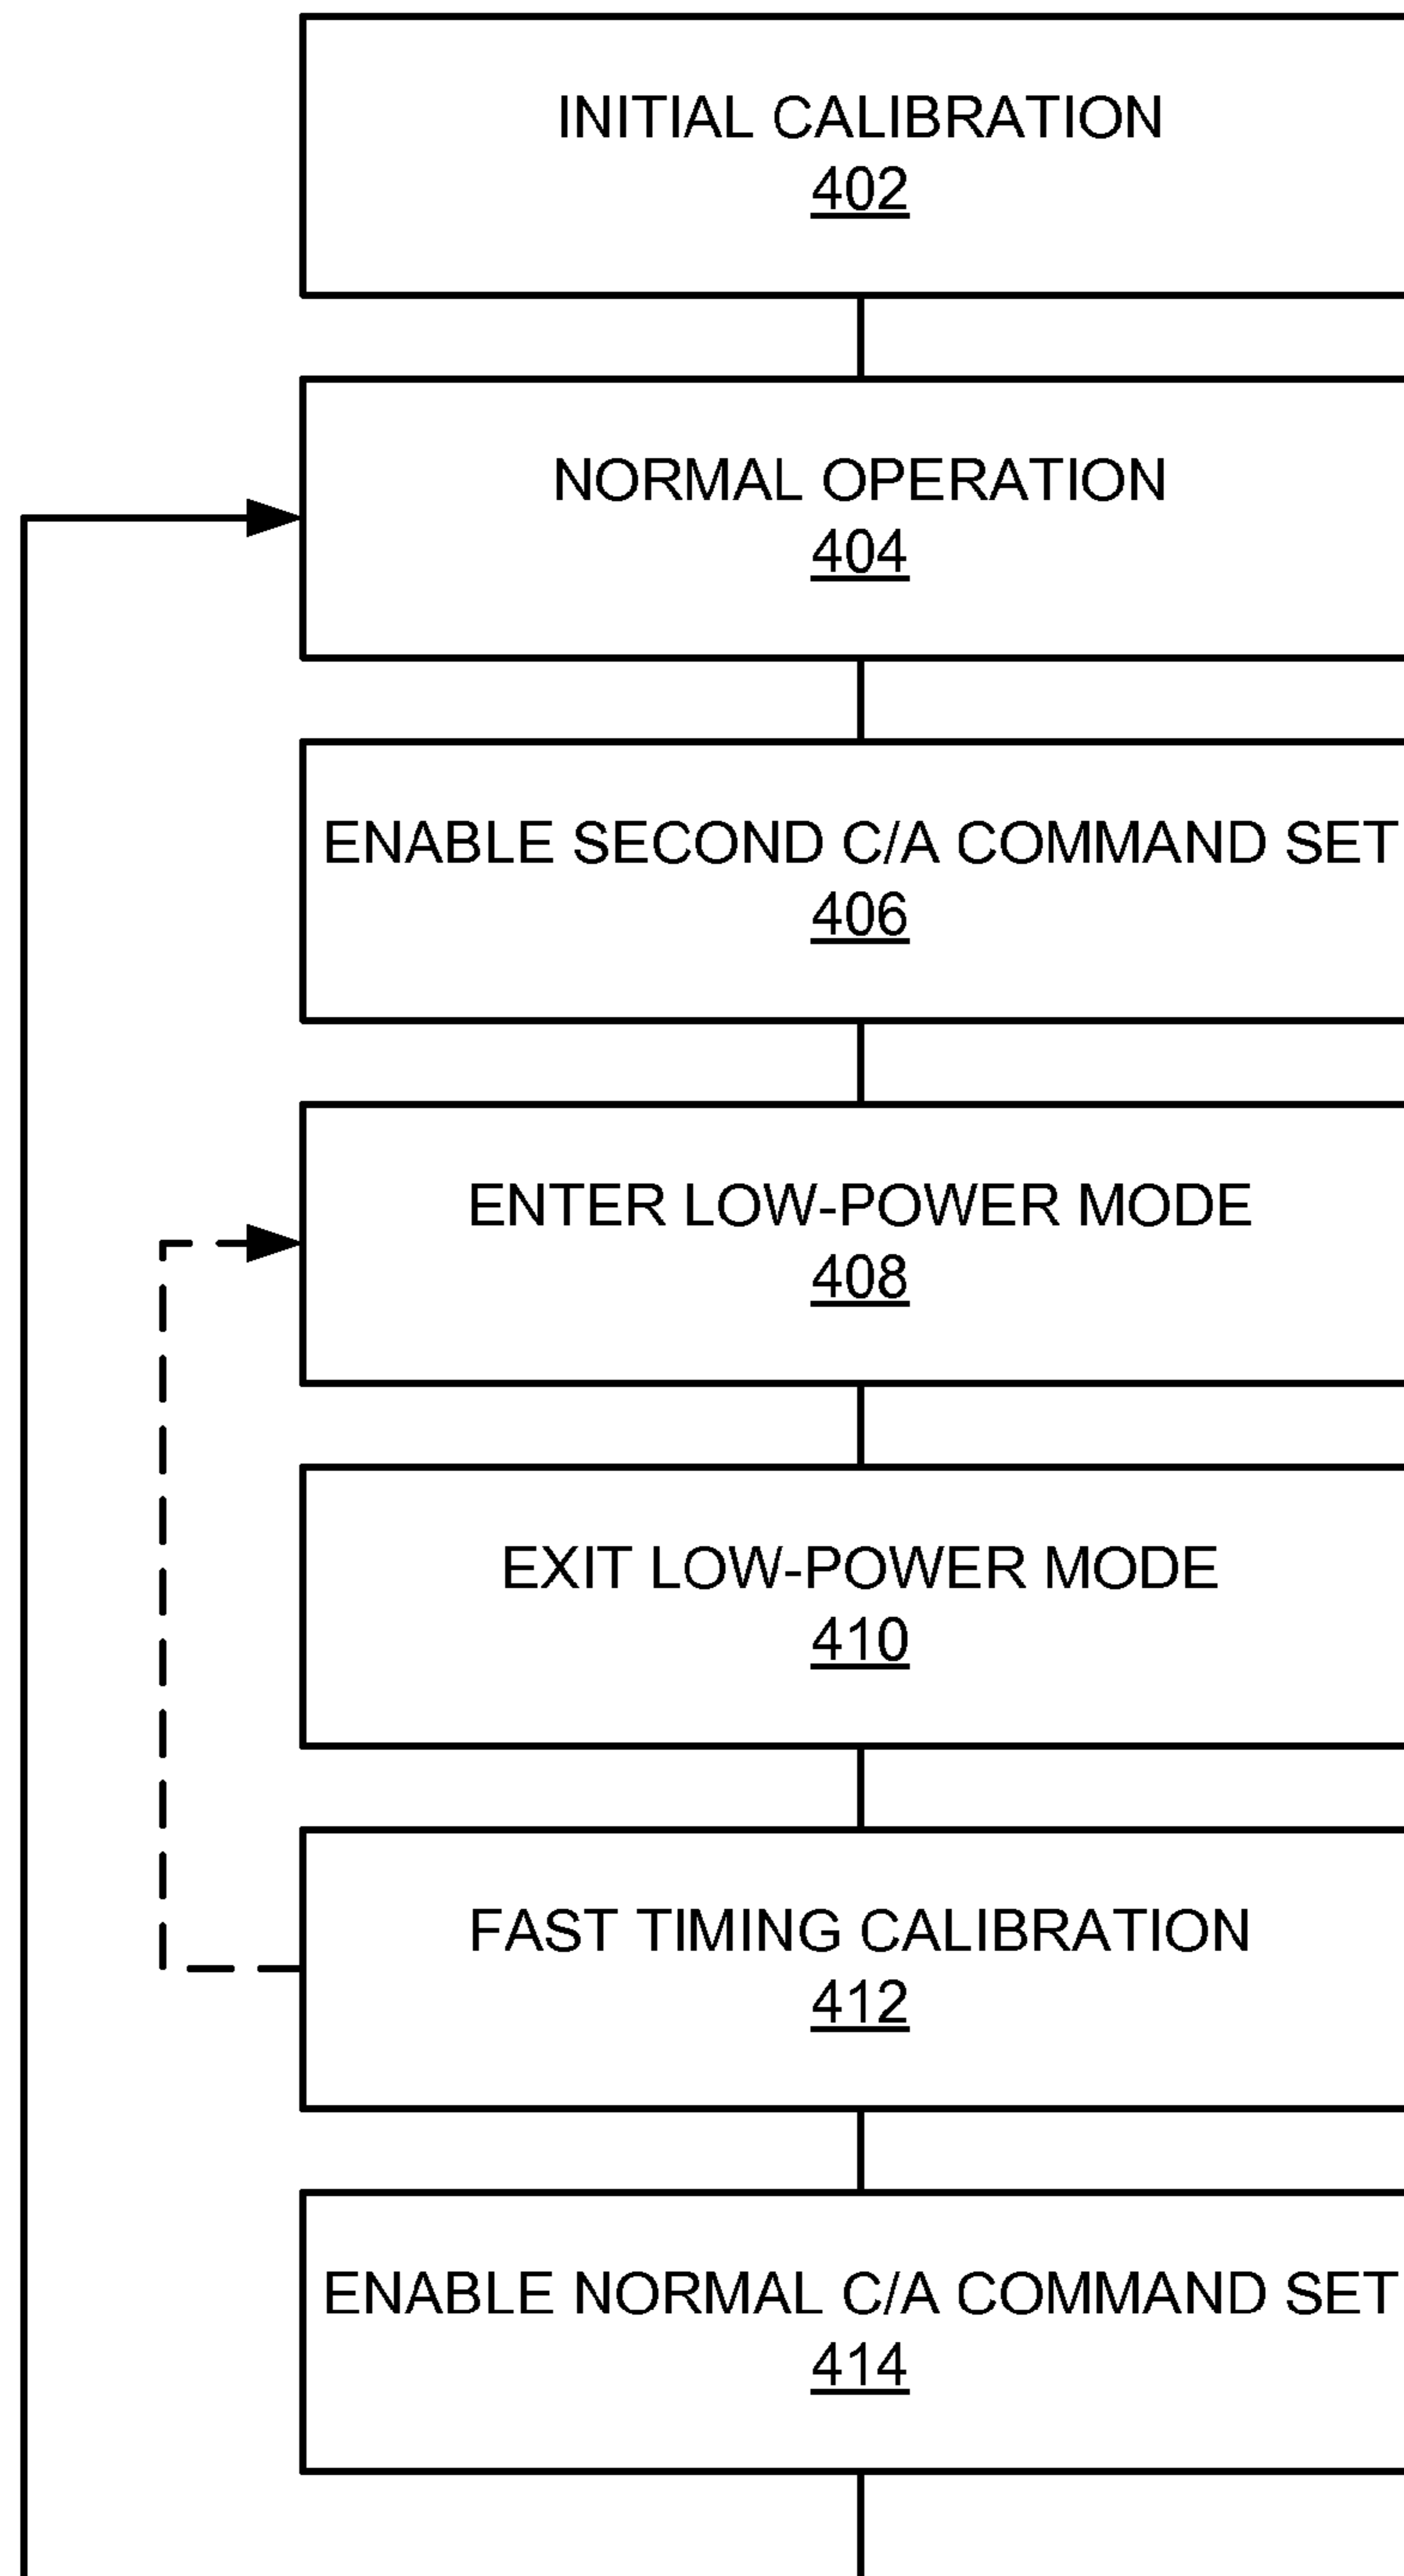 INITIAL CALIBRATION
402
NORMAL OPERATION
404
ENABLE SECOND C/A COMMAND SET
406
ENTER LOW-POWER MODE
408
EXIT LOW-POWER MODE
410
FAST TIMING CALIBRATION
412
ENABLE NORMAL C/A COMMAND SET
414